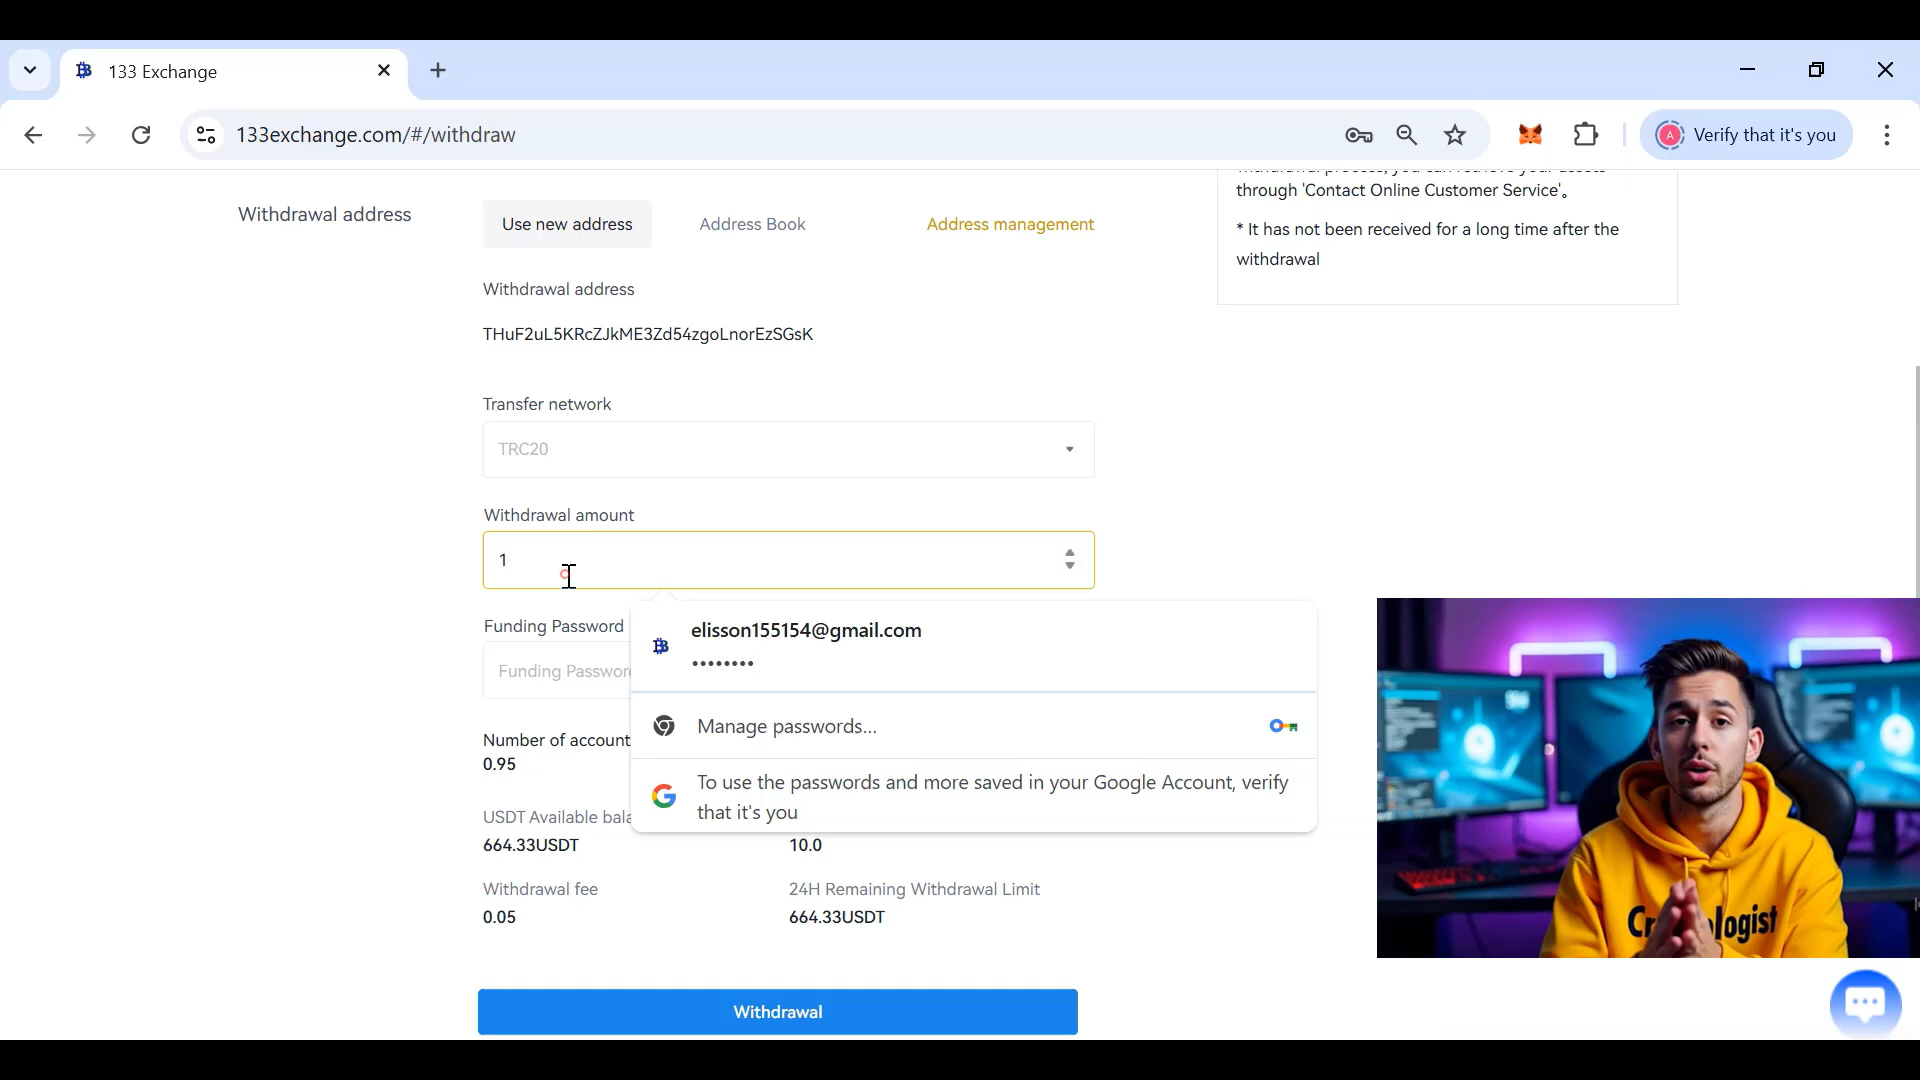 133 Exchange
133exchange.com/#/withdraw
A
Verify that it's you
through 'Contact Online Customer Service'。
* It has not been received for a long time after the
withdrawal
Withdrawal address
Use new address
Address Book
Address management
Withdrawal address
THuF2uL5KRcZJkME3Zd54zgoLnorEzSGsK
Transfer network
TRC20
Withdrawal amount
1
Funding Password
elisson155154@gmail.com
••••••••
Funding
Manage passwords...
Number of account
0.95
To use the passwords and more saved in your Google Account, verify
that it's you
USDT Available
664.33USDT
10.0
Withdrawal fee
24H Remaining Withdrawal Limit
0.05
664.33USDT
Withdrawal